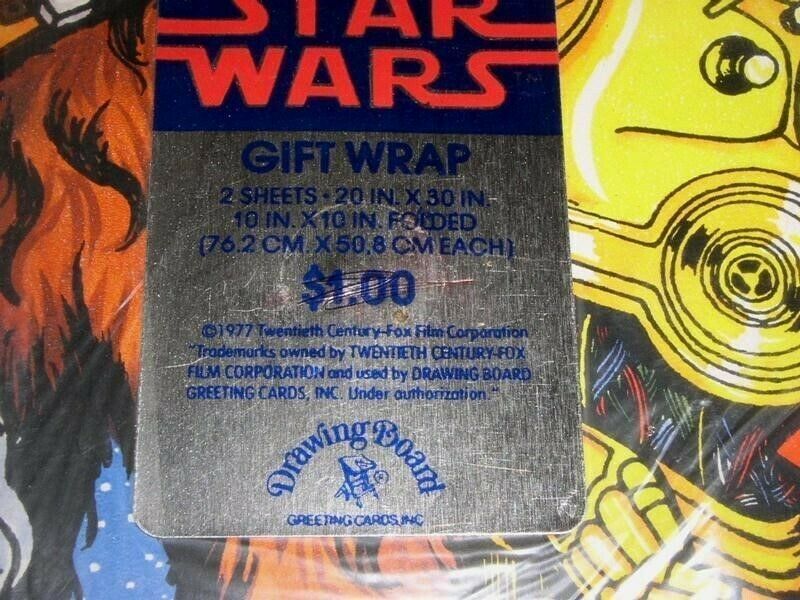 STAR
WARS
TM
GIFT WRAP
2 SHEETS • 20 IN. X 30 IN.
10 IN. X 10 IN. FOLDED
(76.2 CM. X 50.8 CM EACH)
$1.00
©1977 Twentieth Century-Fox Film Corporation
"Trademarks owned by TWENTIETH CENTURY-FOX
FILM CORPORATION and used by DRAWING BOARD
GREETING CARDS, INC. Under authorization."
Drawing Board
GREETING CARDS, INC